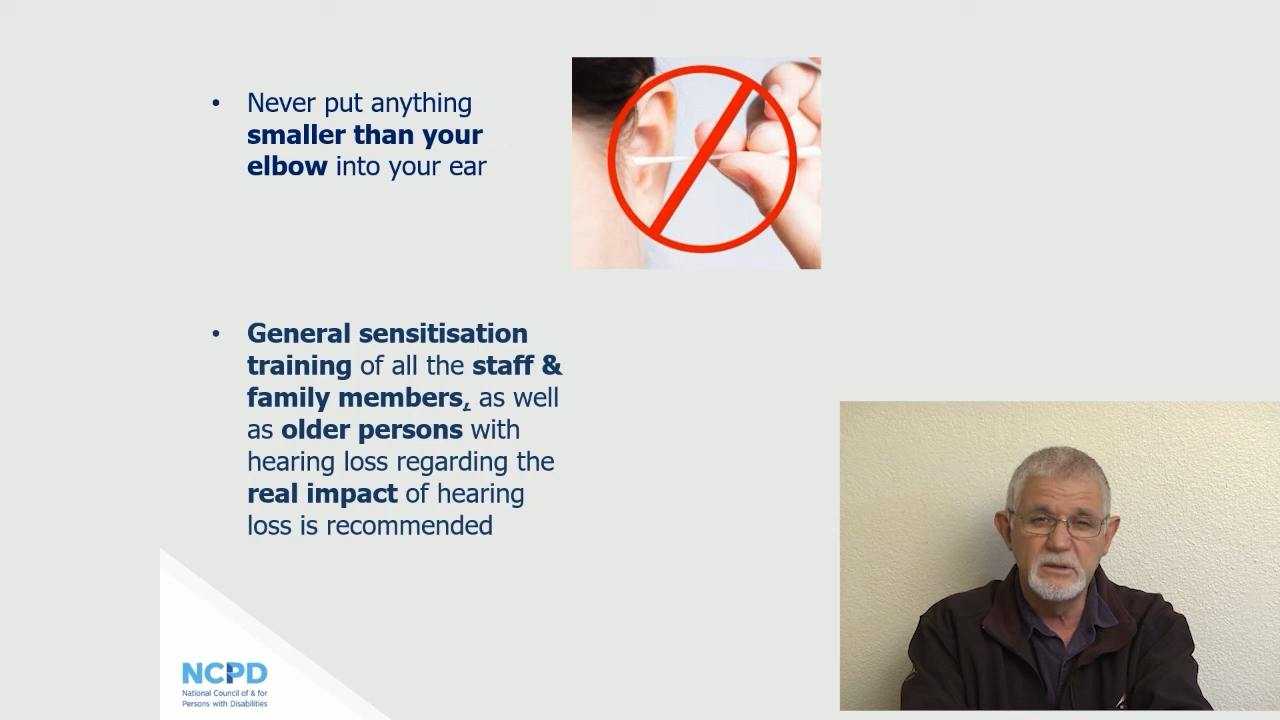 • Never put anything
smaller than your
elbow into your ear
• General sensitisation
training of all the staff &
family members, as well
as older persons with
hearing loss regarding the
real impact of hearing
loss is recommended
NCPD
National Council of & for
Persons with Disabilities